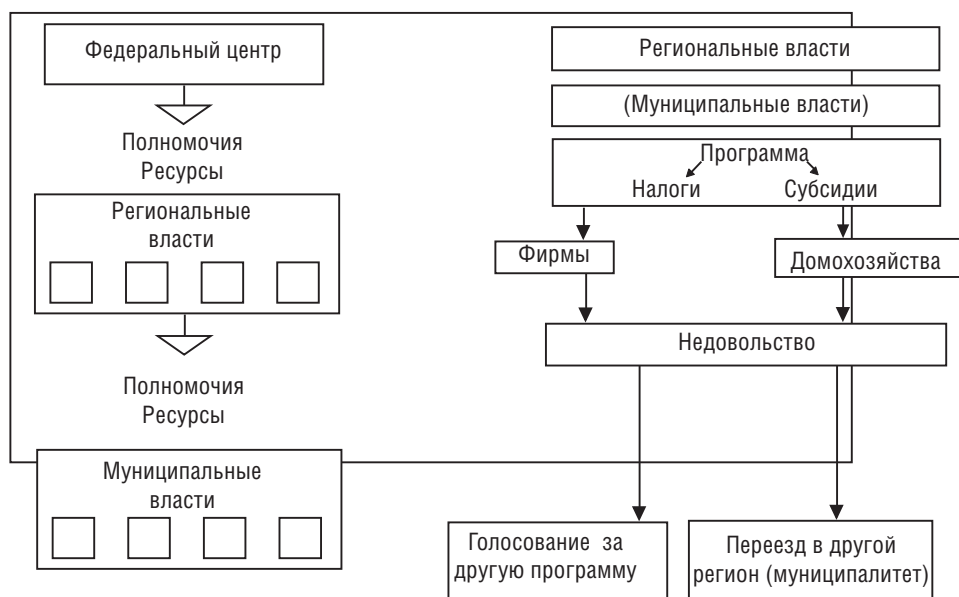 Федеральный центр
Полномочия
Ресурсы
Региональные
власти
Полномочия
Ресурсы
Муниципальные
власти
Региональные власти
(Муниципальные власти)
Программа
Налоги
Субсидии
Фирмы
Домохозяйства
Недовольство
Голосование за
другую программу
Переезд в другой
регион (муниципалитет)